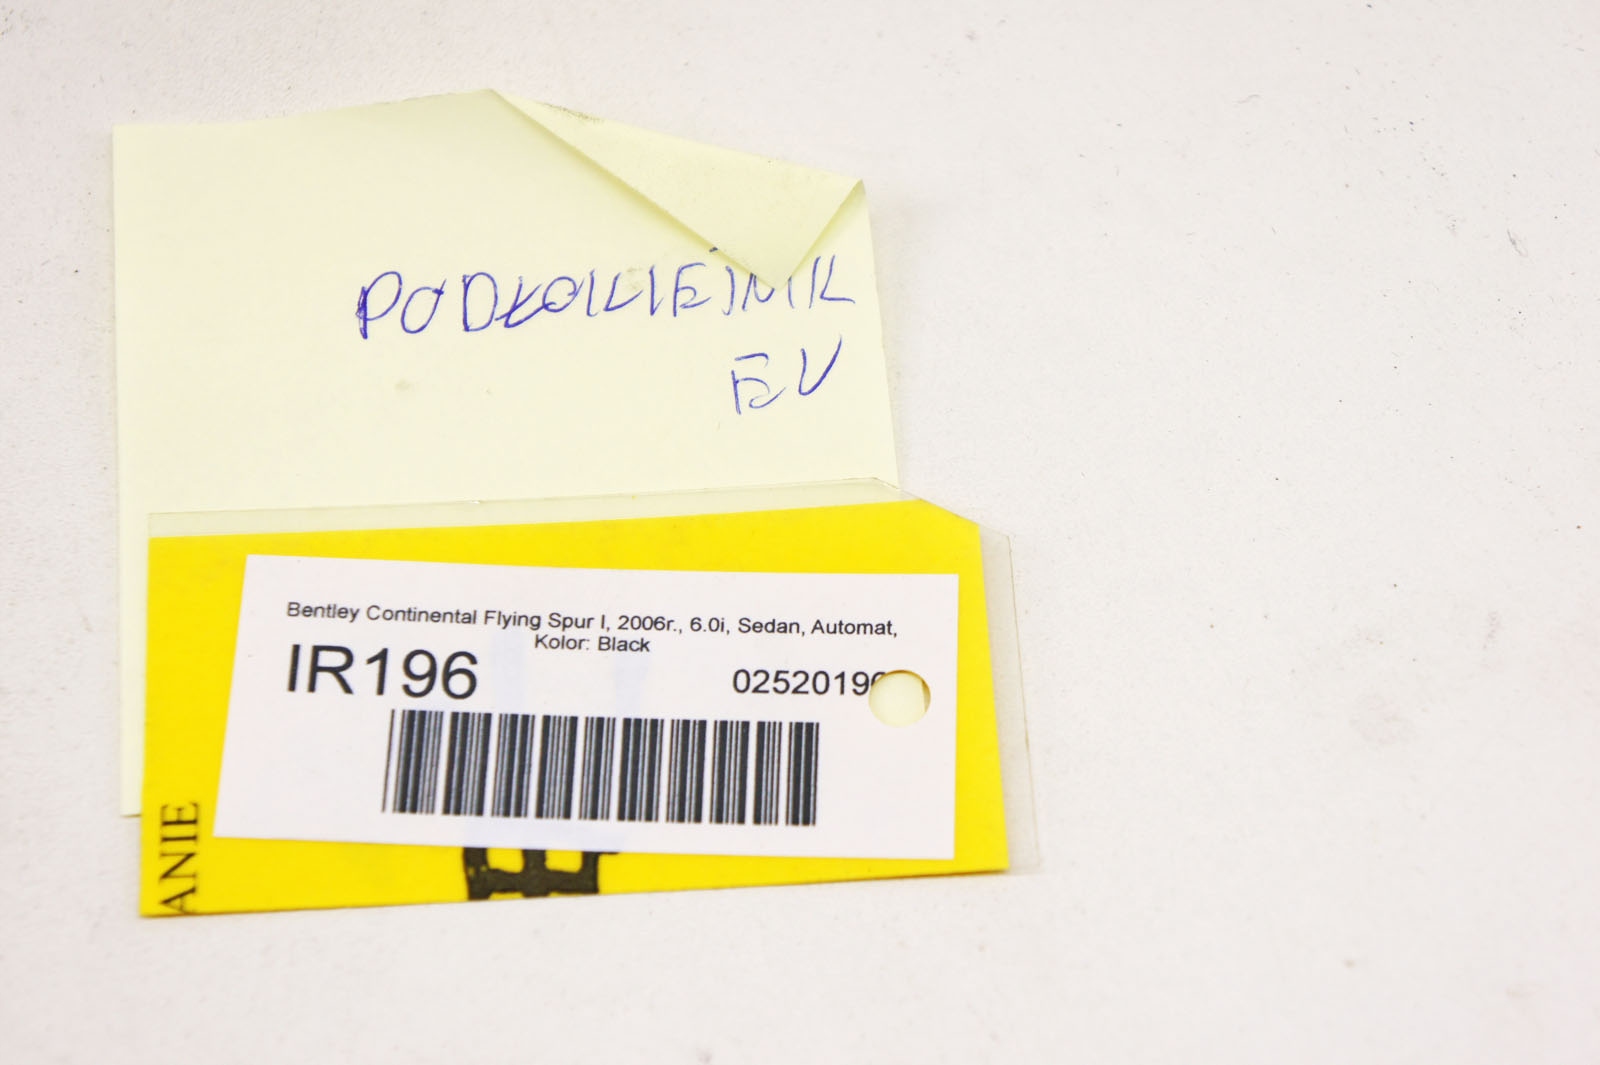 PODŁOKIETNIK
EV
Bentley Continental Flying Spur I, 2006r., 6.0i, Sedan, Automat,
Kolor: Black
IR196
ANIE